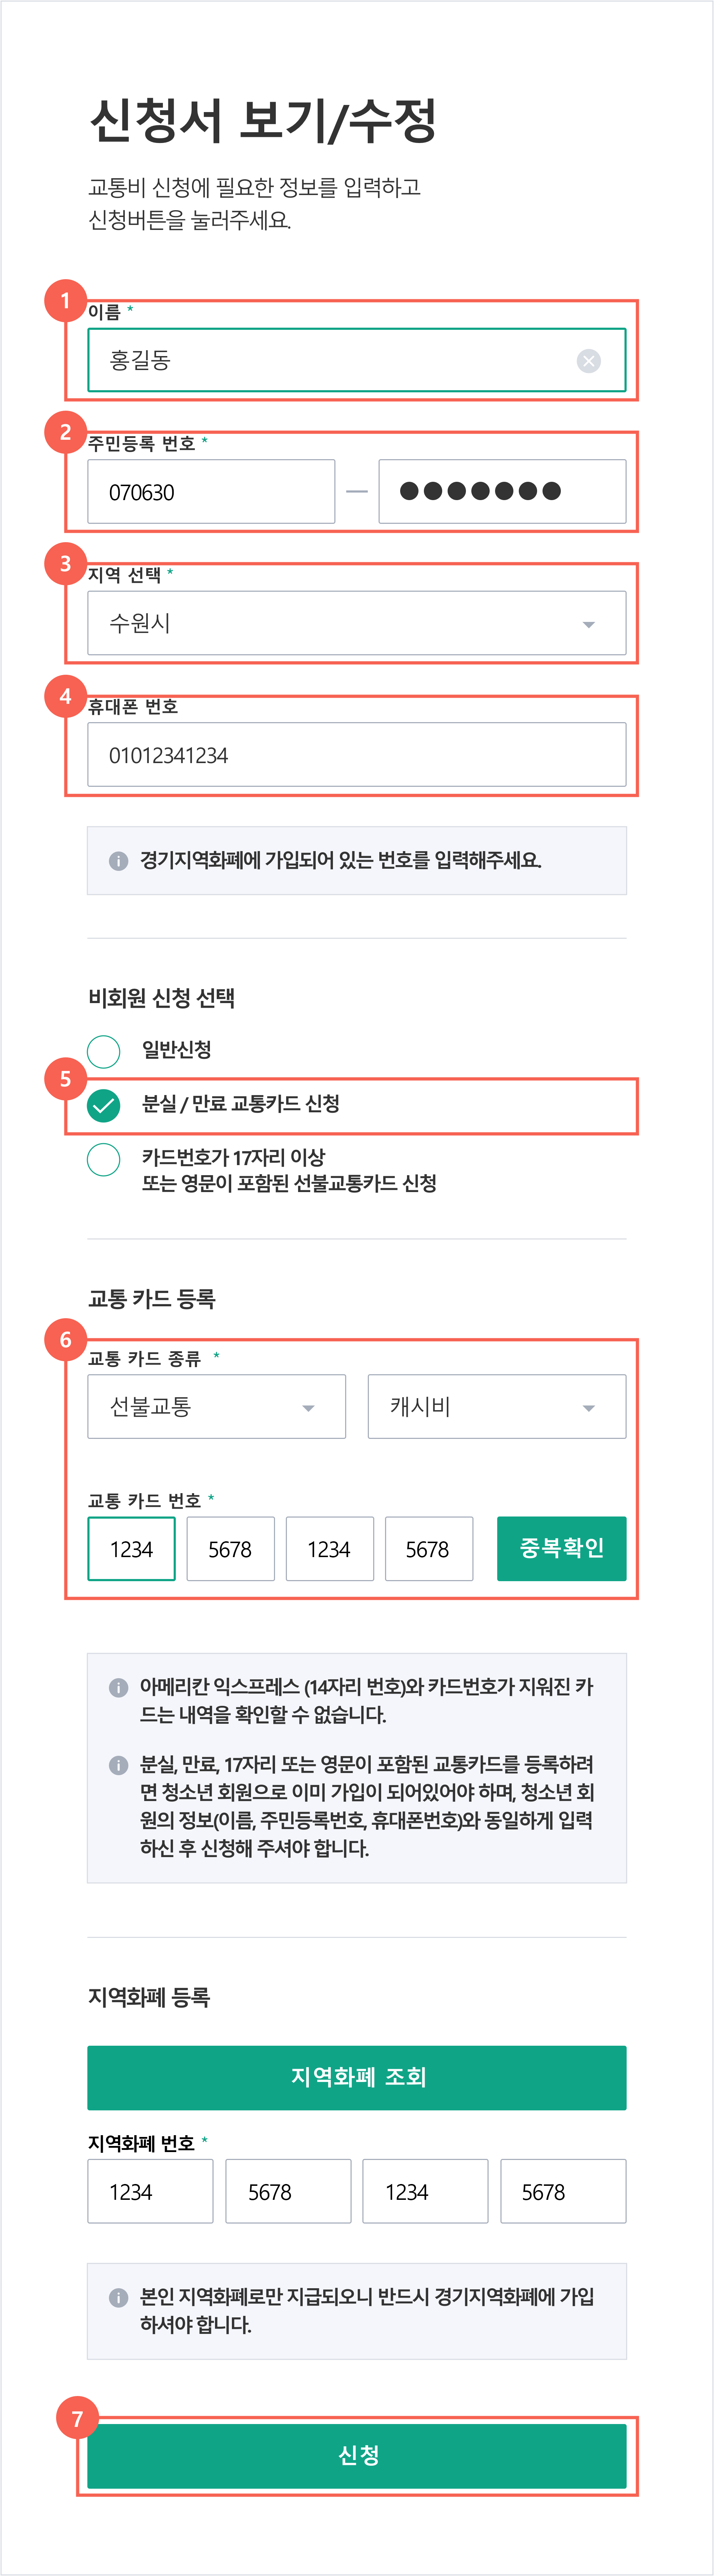 신청서 보기/수정
교통비 신청에 필요한 정보를 입력하고
신청버튼을 눌러주세요.
1
이름 *
홍길동
2
주민등록 번호 *
070630 — ●●●●●●●
3
지역 선택 *
수원시
4
휴대폰 번호
01012341234
경기지역화폐에 가입되어 있는 번호를 입력해주세요.
비회원 신청 선택
일반신청
5
분실 / 만료 교통카드 신청
카드번호가 17자리 이상
또는 영문이 포함된 선불교통카드 신청
교통 카드 등록
6
교통 카드 종류 *
선불교통 캐시비
교통 카드 번호 *
1234 5678 1234 5678 중복확인
아메리칸 익스프레스 (14자리 번호)와 카드번호가 지워진 카
드는 내역을 확인할 수 없습니다.
분실, 만료, 17자리 또는 영문이 포함된 교통카드를 등록하려
면 청소년 회원으로 이미 가입이 되어있어야 하며, 청소년 회
원의 정보(이름, 주민등록번호, 휴대폰번호)와 동일하게 입력
하신 후 신청해 주셔야 합니다.
지역화폐 등록
지역화폐 조회
지역화폐 번호 *
1234 5678 1234 5678
본인 지역화폐로만 지급되오니 반드시 경기지역화폐에 가입
하셔야 합니다.
7
신청